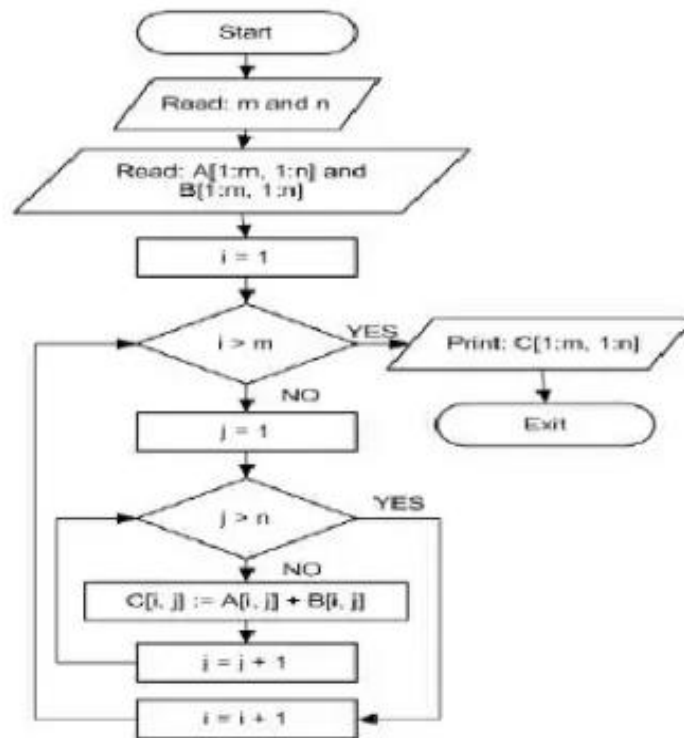 Start
Read: m and n
Read: A[1:m, 1:n] and
B[1:m, 1:n]
i = 1
i > m
YES
Print: C[1:m, 1:n]
NO
Exit
j = 1
j > n
YES
NO
C[i, j] := A[i, j] + B[i, j]
j = j + 1
i = i + 1